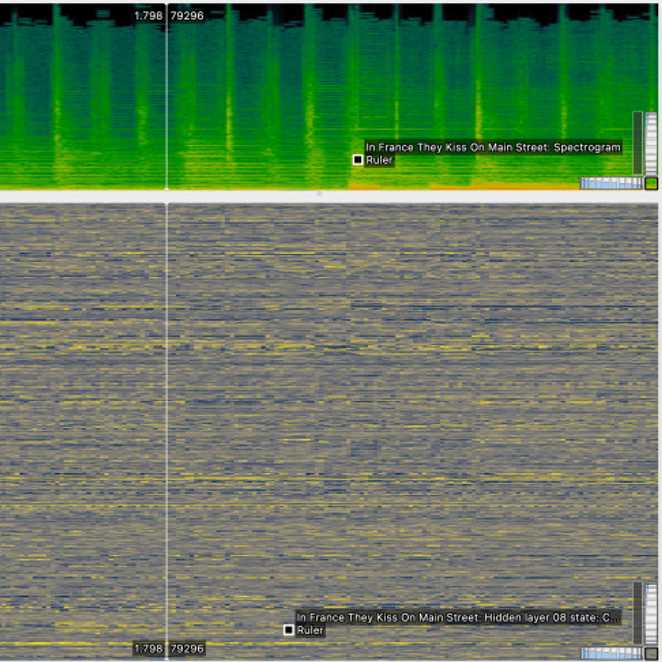 1.798 79296
In France They Kiss On Main Street: Spectrogram
Ruler
In France They Kiss On Main Street: Hidden layer 08 state: C...
Ruler
1.798 79296